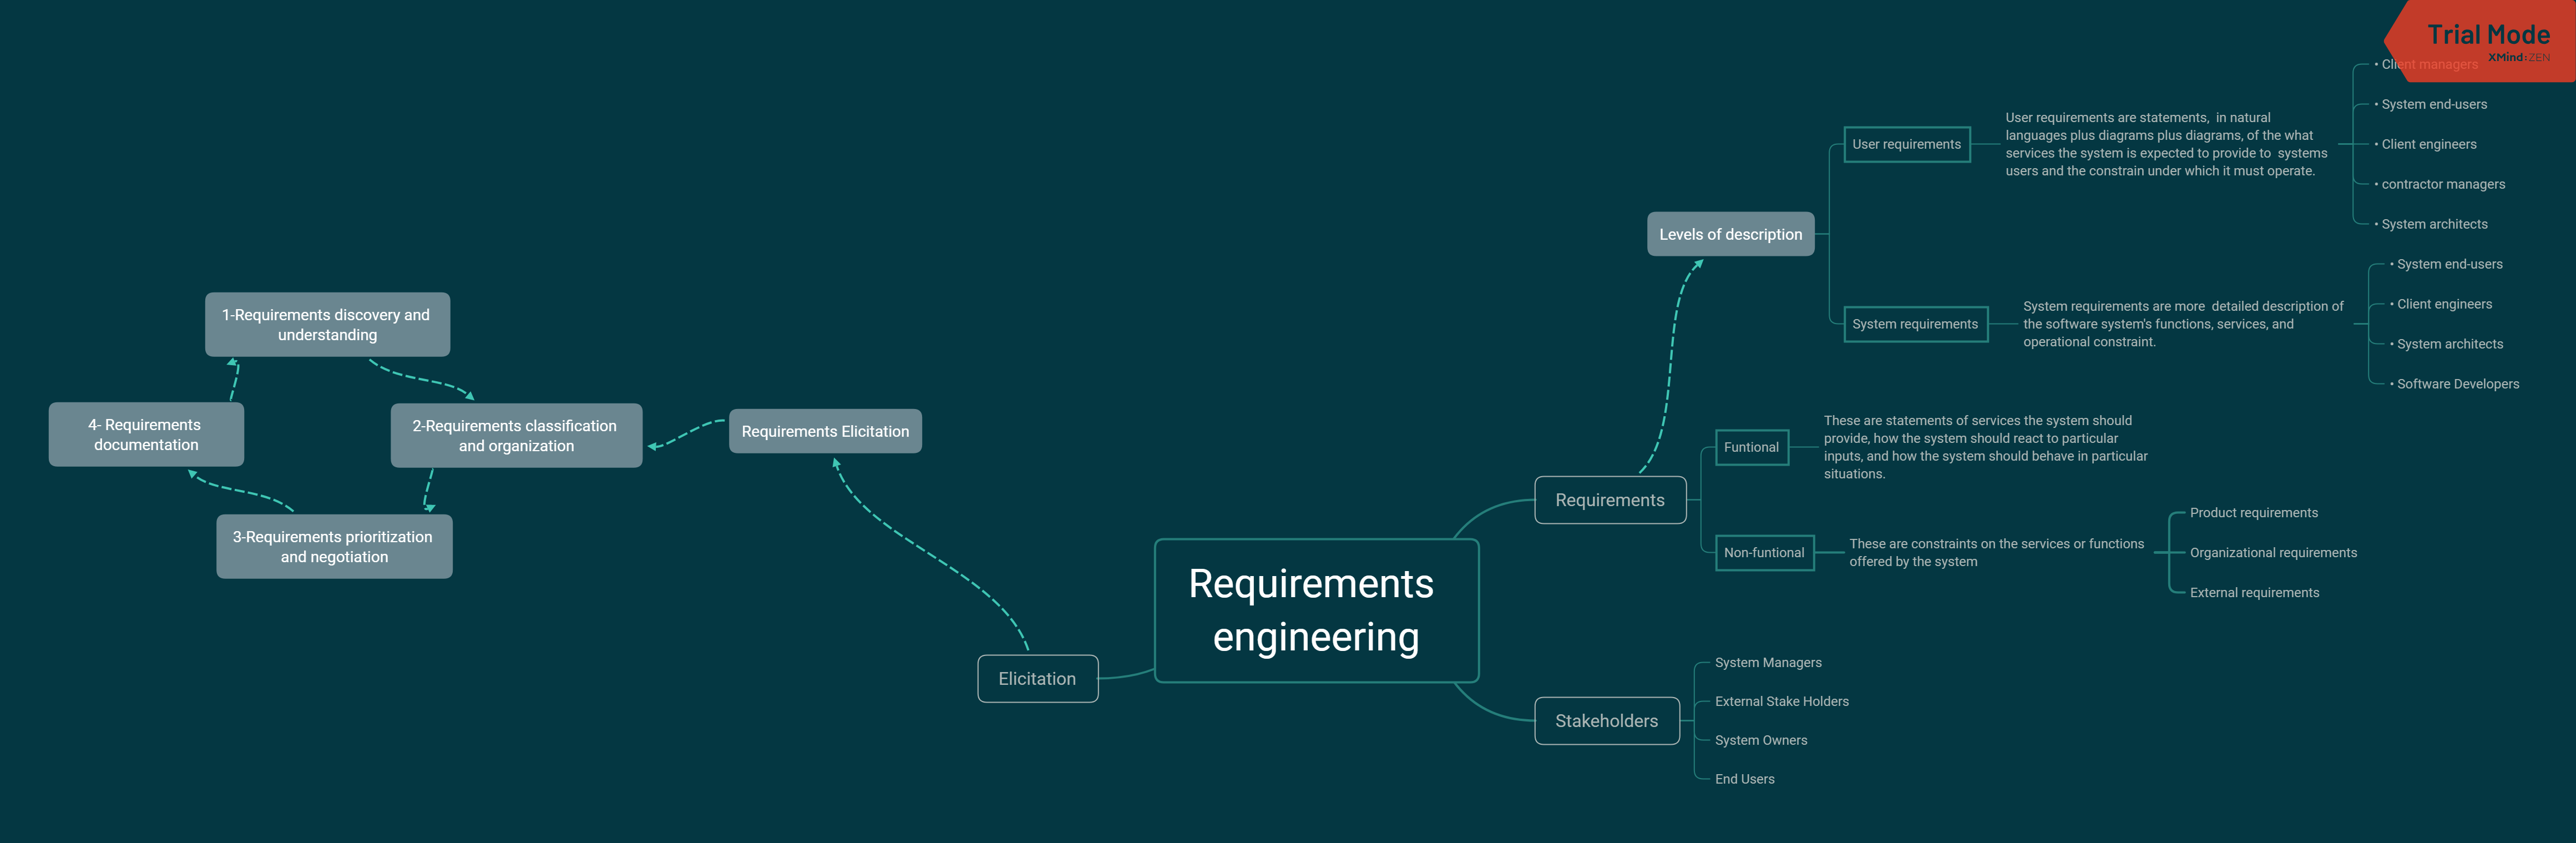 Trial Mode
XMind:ZEN
• Client managers
• System end-users
• Client engineers
• contractor managers
• System architects
User requirements
User requirements are statements,  in natural
languages plus diagrams plus diagrams, of the what
services the system is expected to provide to  systems
users and the constrain under which it must operate.
Levels of description
System requirements
System requirements are more  detailed description of
the software system's functions, services, and
operational constraint.
• System end-users
• Client engineers
• System architects
• Software Developers
1-Requirements discovery and
understanding
2-Requirements classification
and organization
3-Requirements prioritization
and negotiation
4- Requirements
documentation
Requirements Elicitation
Elicitation
Requirements
engineering
Requirements
Funtional
These are statements of services the system should
provide, how the system should react to particular
inputs, and how the system should behave in particular
situations.
Non-funtional
These are constraints on the services or functions
offered by the system
Product requirements
Organizational requirements
External requirements
Stakeholders
System Managers
External Stake Holders
System Owners
End Users